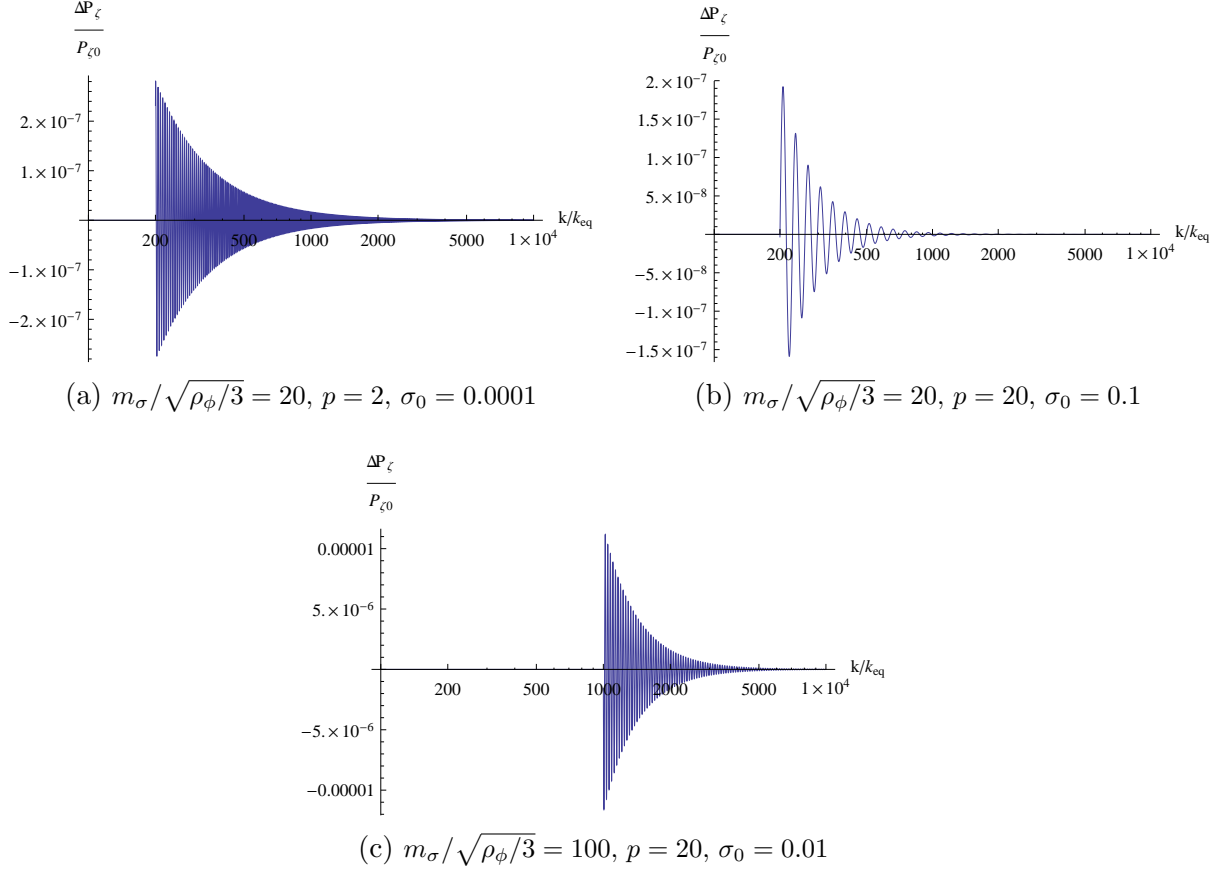 ΔP_ζ
P_ζ0
2.×10^-7
1.×10^-7
-1.×10^-7
-2.×10^-7
200 500 1000 2000 5000 1×10^4
k/k_eq
(a) m_σ/√(ρ_φ/3) = 20, p = 2, σ_0 = 0.0001
ΔP_ζ
P_ζ0
2.×10^-7
1.5×10^-7
1.×10^-7
5.×10^-8
-5.×10^-8
-1.×10^-7
-1.5×10^-7
200 500 1000 2000 5000 1×10^4
k/k_eq
(b) m_σ/√(ρ_φ/3) = 20, p = 20, σ_0 = 0.1
ΔP_ζ
P_ζ0
0.00001
5.×10^-6
-5.×10^-6
-0.00001
200 500 1000 2000 5000 1×10^4
k/k_eq
(c) m_σ/√(ρ_φ/3) = 100, p = 20, σ_0 = 0.01